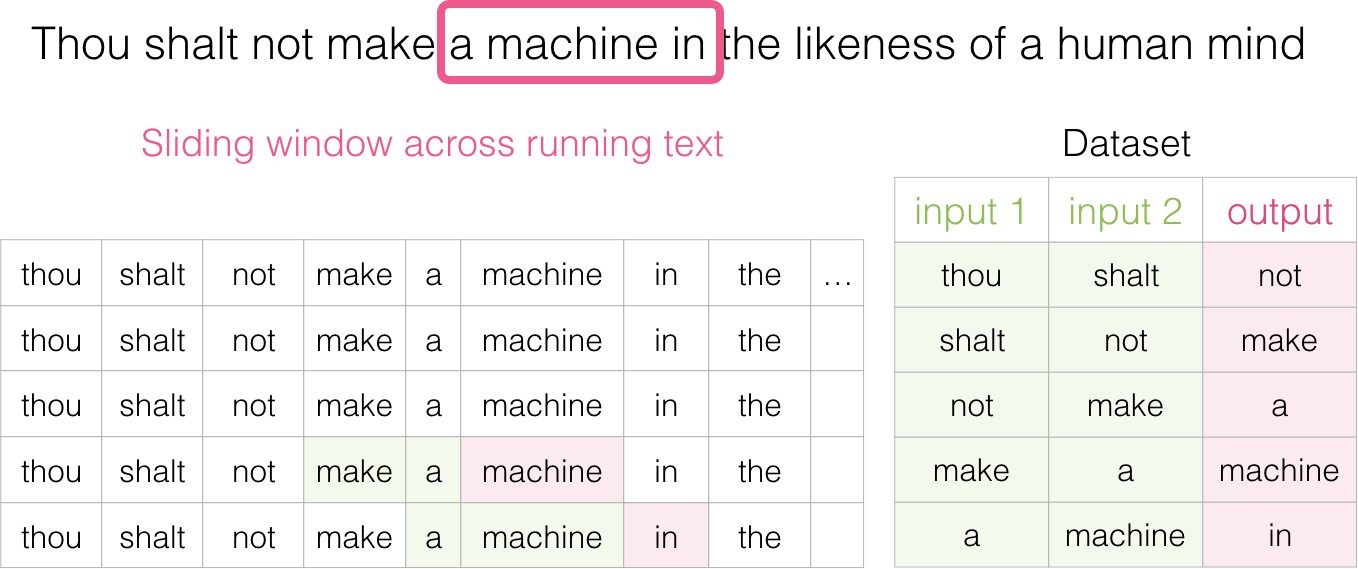 Thou shalt not make a machine in the likeness of a human mind
Sliding window across running text
thou shalt not make a machine in the ...
thou shalt not make a machine in the
thou shalt not make a machine in the
thou shalt not make a machine in the
thou shalt not make a machine in the
Dataset
input 1 input 2 output
thou shalt not
shalt not make
not make a
make a machine
a machine in